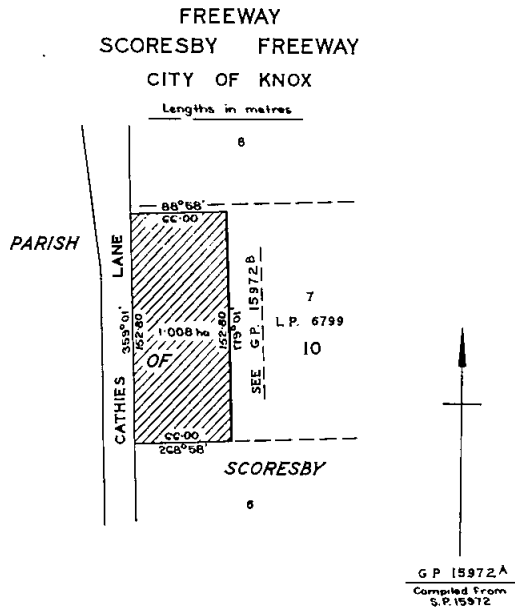 FREEWAY
SCORESBY FREEWAY
CITY OF KNOX
Lengths in metres
8
88°58'
66·00
PARISH
CATHIES LANE
359°01'
152·80
1·008 ha
OF
152·80
179°01'
SEE G.P. 15972B
7
L.P. 6799
10
66·00
268°58'
SCORESBY
6
G P 15972A
Compiled from
S.P. 15972